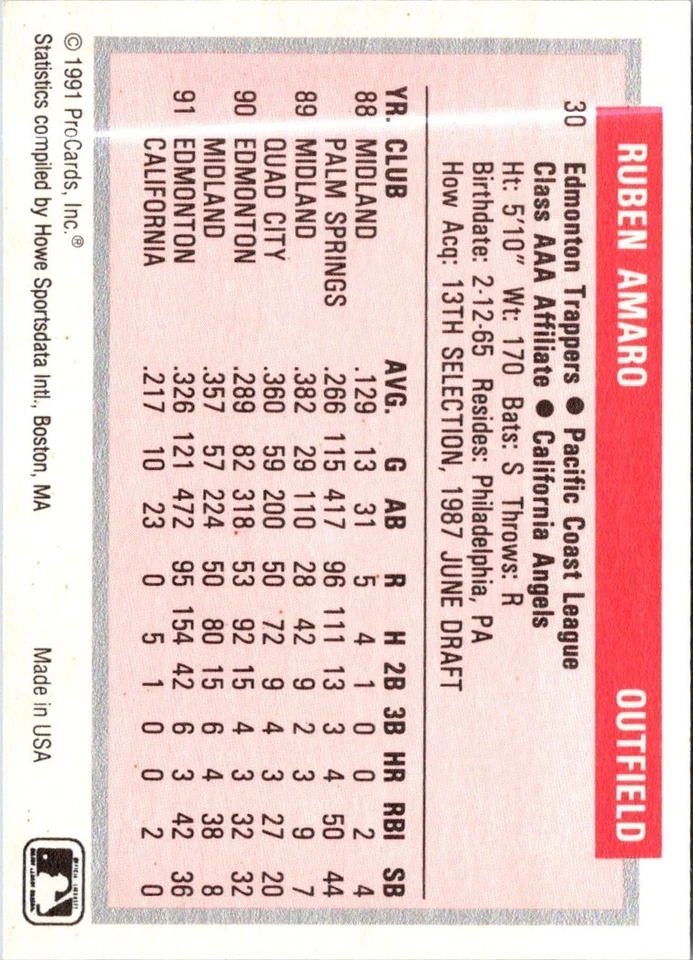 RUBEN AMARO OUTFIELD
30 Edmonton Trappers ● Pacific Coast League
Class AAA Affiliate ● California Angels
Ht: 5'10" Wt: 170 Bats: S Throws: R
Birthdate: 2-12-65 Resides: Philadelphia, PA
How Acq: 13TH SELECTION, 1987 JUNE DRAFT
YR. CLUB AVG. G AB R H 2B 3B HR RBI SB
88 MIDLAND .129 13 31 5 4 1 0 0 2 4
PALM SPRINGS .266 115 417 96 111 13 3 4 50 44
89 MIDLAND .382 29 110 28 42 9 2 3 9 7
QUAD CITY .360 59 200 50 72 9 4 3 27 20
90 EDMONTON .289 82 318 53 92 15 4 3 32 32
MIDLAND .357 57 224 50 80 15 6 4 38 8
91 EDMONTON .326 121 472 95 154 42 6 3 42 36
CALIFORNIA .217 10 23 0 5 1 0 0 2 0
© 1991 ProCards, Inc.®
Statistics compiled by Howe Sportsdata Intl., Boston, MA Made in USA